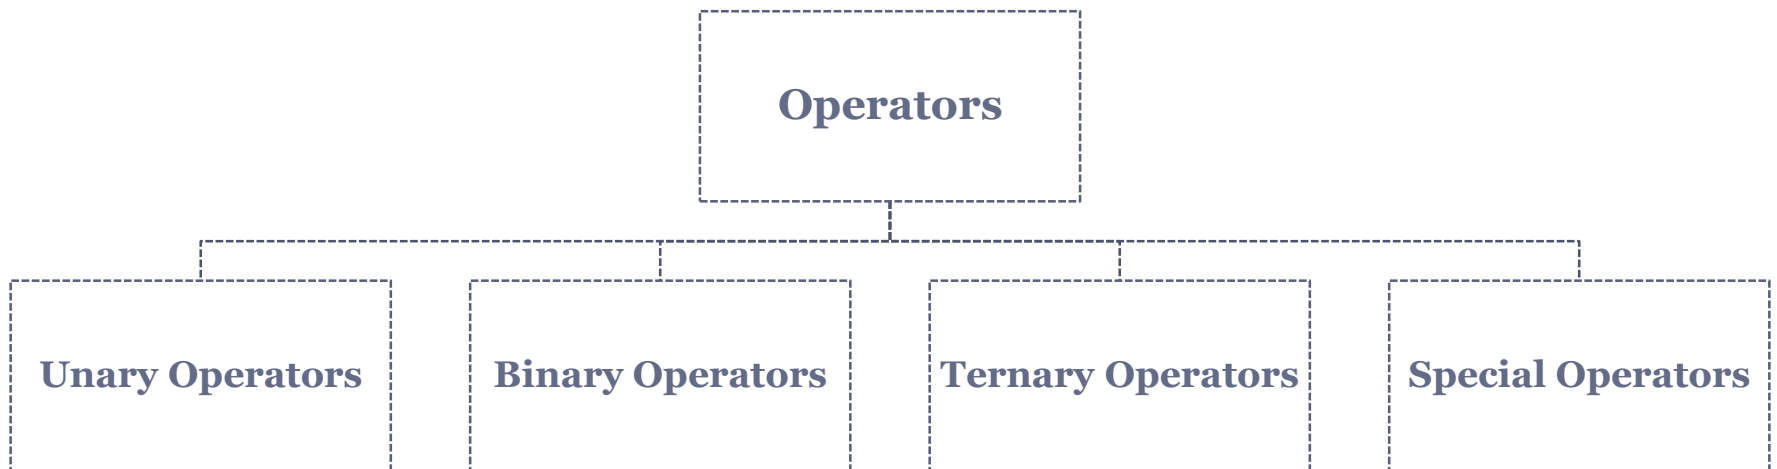 Operators
Unary Operators
Binary Operators
Ternary Operators
Special Operators